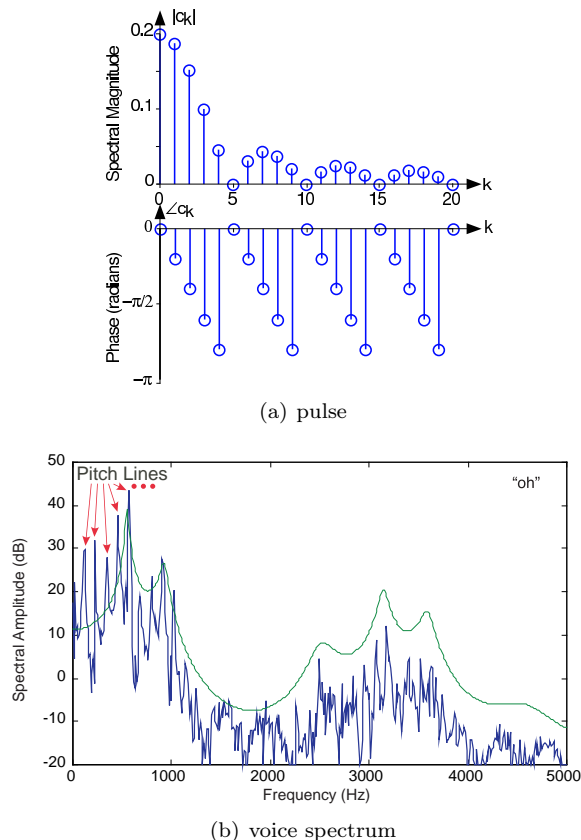 |cₖ|
0.2
0.1
0
Spectral Magnitude
0 5 10 15 20 k
∠cₖ
0
−π/2
−π
Phase (radians)
k
(a) pulse
50
40
30
20
10
0
-10
-20
Spectral Amplitude (dB)
Pitch Lines
"oh"
0 1000 2000 3000 4000 5000
Frequency (Hz)
(b) voice spectrum